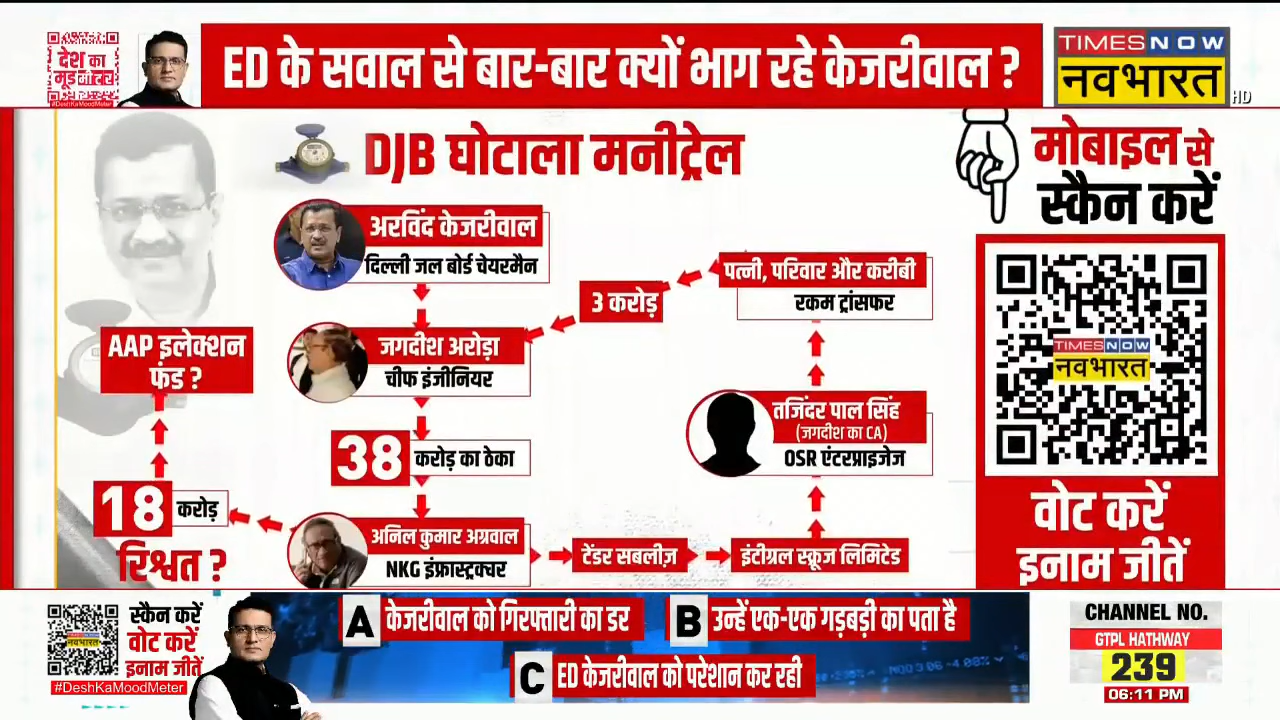 देश का
मूड मीटर
#DeshKaMoodMeter
ED के सवाल से बार-बार क्यों भाग रहे केजरीवाल ?
TIMES NOW
नवभारत
HD
DJB घोटाला मनीट्रेल
अरविंद केजरीवाल
दिल्ली जल बोर्ड चेयरमैन
जगदीश अरोड़ा
चीफ इंजीनियर
38 करोड़ का ठेका
अनिल कुमार अग्रवाल
NKG इंफ्रास्ट्रक्चर
AAP इलेक्शन
फंड ?
18 करोड़
रिश्वत ?
3 करोड़
पत्नी, परिवार और करीबी
रकम ट्रांसफर
तजिंदर पाल सिंह
(जगदीश का CA)
OSR एंटरप्राइजेज
टेंडर सबलीज़
इंटीग्रल स्क्रूज लिमिटेड
मोबाइल से
स्कैन करें
TIMES NOW
नवभारत
वोट करें
इनाम जीतें
स्कैन करें
वोट करें
इनाम जीतें
नवभारत
#DeshKaMoodMeter
A केजरीवाल को गिरफ्तारी का डर
B उन्हें एक-एक गड़बड़ी का पता है
C ED केजरीवाल को परेशान कर रही
CHANNEL NO.
GTPL HATHWAY
239
06:11 PM